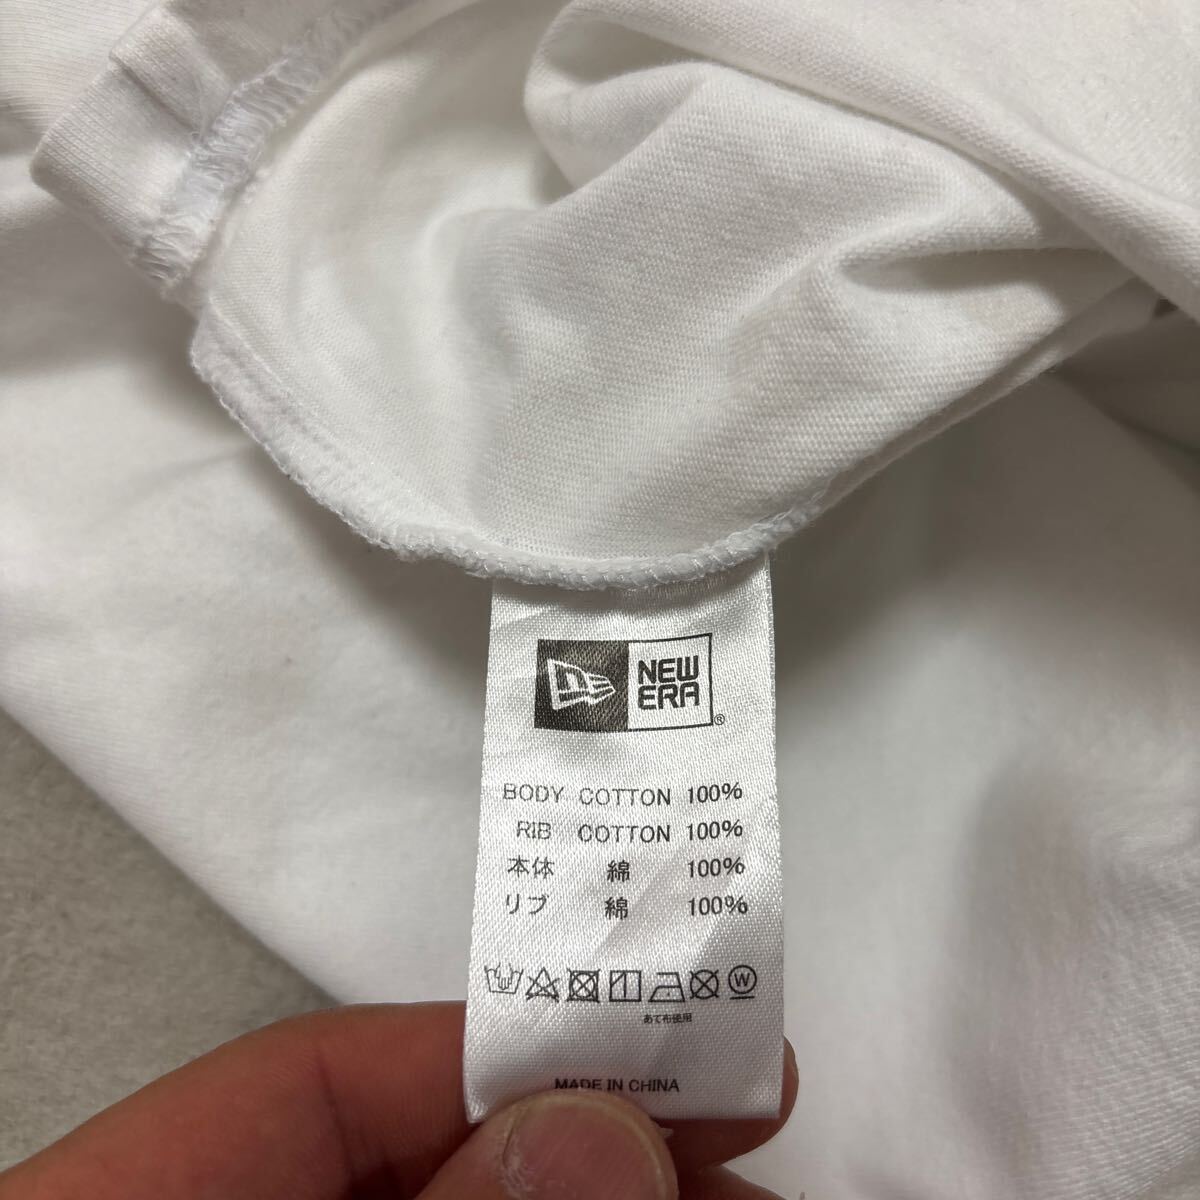 NEW
ERA
®
BODY COTTON 100%
RIB COTTON 100%
本体 綿 100%
リブ 綿 100%
W
あて布使用
MADE IN CHINA